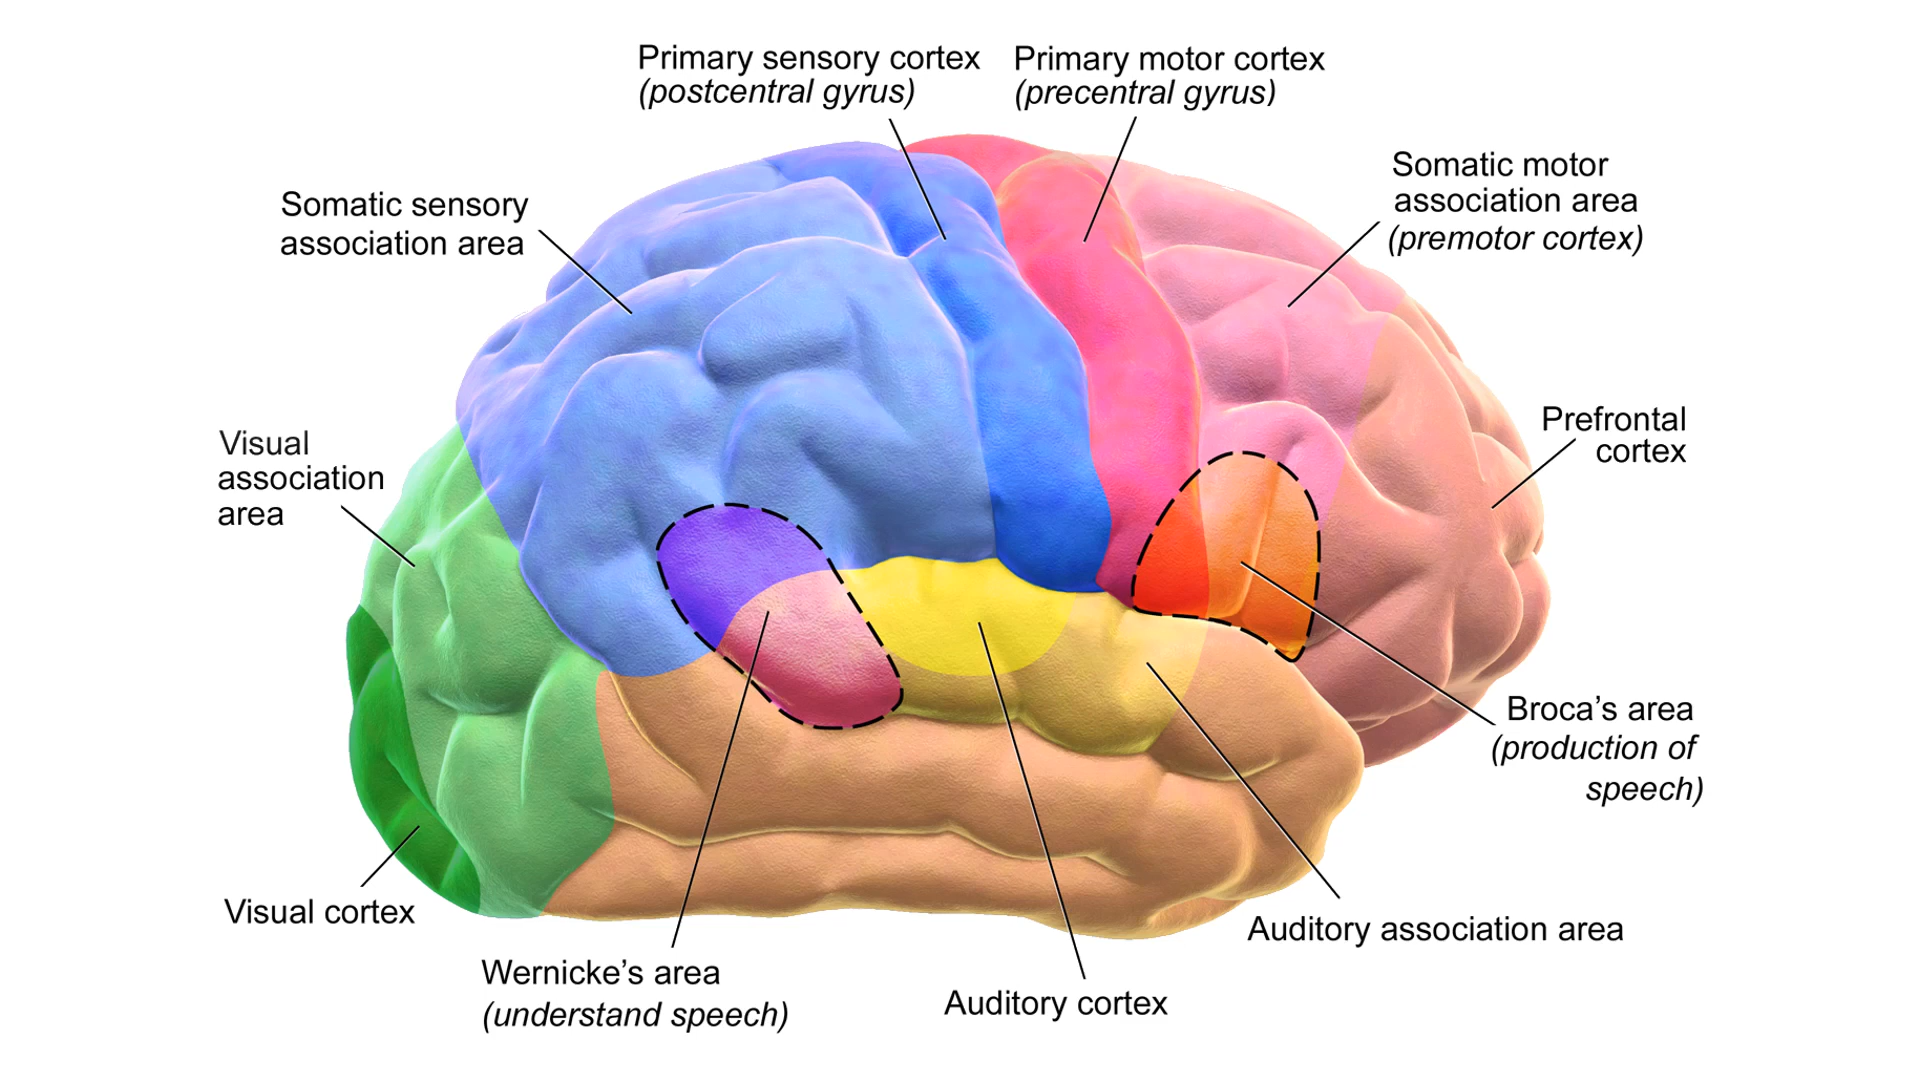 Primary sensory cortex
(postcentral gyrus)
Primary motor cortex
(precentral gyrus)
Somatic motor
association area
(premotor cortex)
Somatic sensory
association area
Prefrontal
cortex
Visual
association
area
Broca’s area
(production of
speech)
Visual cortex
Auditory association area
Wernicke’s area
(understand speech)
Auditory cortex